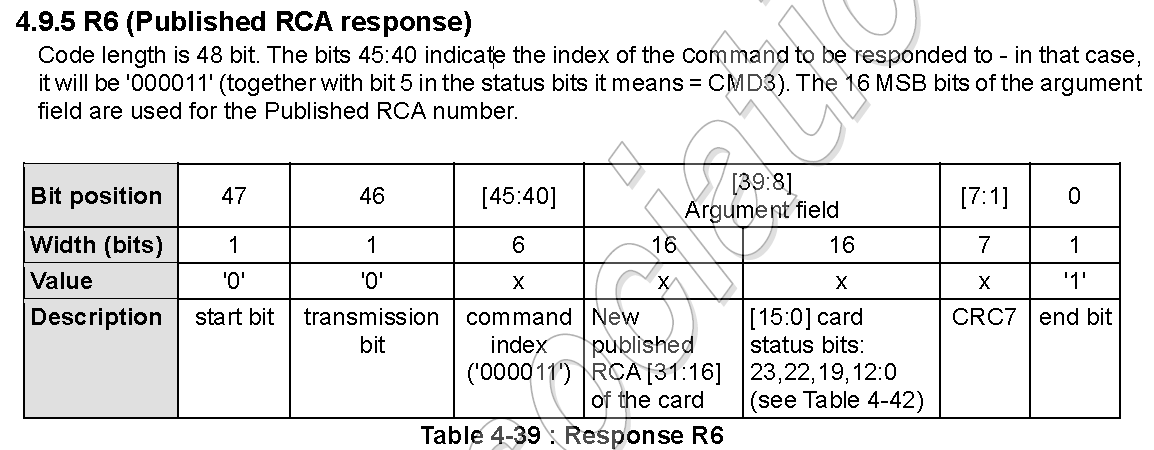 4.9.5 R6 (Published RCA response)
Code length is 48 bit. The bits 45:40 indicate the index of the command to be responded to - in that case,
it will be '000011' (together with bit 5 in the status bits it means = CMD3). The 16 MSB bits of the argument
field are used for the Published RCA number.
Bit position 47 46 [45:40] [39:8] Argument field [7:1] 0
Width (bits) 1 1 6 16 16 7 1
Value '0' '0' x x x x '1'
Description start bit transmission command New [15:0] card CRC7 end bit
bit index published status bits:
('000011') RCA [31:16] 23,22,19,12:0
of the card (see Table 4-42)
Table 4-39 : Response R6